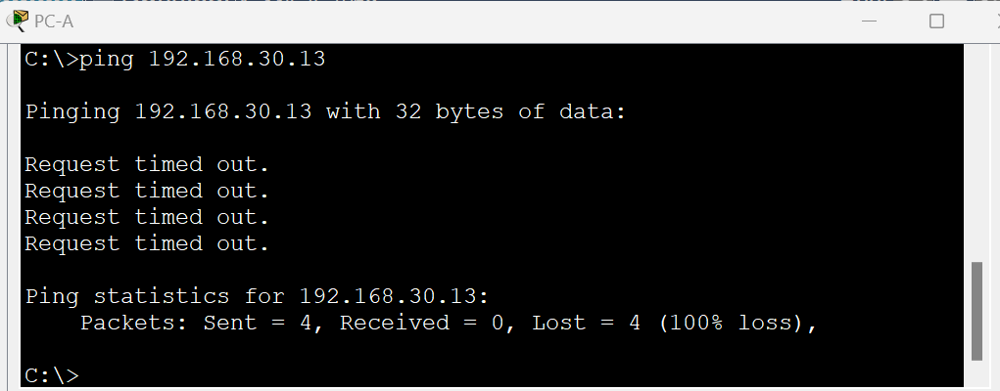 PC-A
C:\>ping 192.168.30.13
Pinging 192.168.30.13 with 32 bytes of data:
Request timed out.
Request timed out.
Request timed out.
Request timed out.
Ping statistics for 192.168.30.13:
    Packets: Sent = 4, Received = 0, Lost = 4 (100% loss),
C:\>